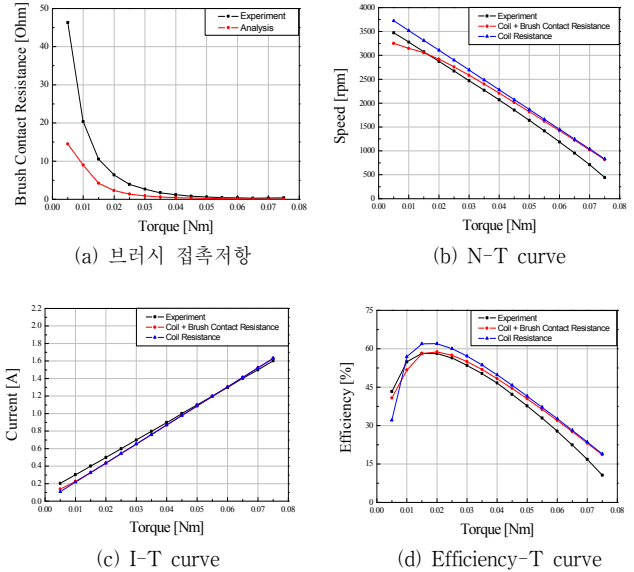 Brush Contact Resistance [Ohm]
50
40
30
20
10
0
Experiment
Analysis
0.00 0.01 0.02 0.03 0.04 0.05 0.06 0.07 0.08
Torque [Nm]
(a) 브러시 접촉저항
Speed [rpm]
4000
3500
3000
2500
2000
1500
1000
500
0
Experiment
Coil + Brush Contact Resistance
Coil Resistance
0.00 0.01 0.02 0.03 0.04 0.05 0.06 0.07 0.08
Torque [Nm]
(b) N-T curve
Current [A]
2.2
2.0
1.8
1.6
1.4
1.2
1.0
0.8
0.6
0.4
0.2
0.0
Experiment
Coil + Brush Contact Resistance
Coil Resistance
0.00 0.01 0.02 0.03 0.04 0.05 0.06 0.07 0.08
Torque [Nm]
(c) I-T curve
Efficiency [%]
75
60
45
30
15
0
Experiment
Coil + Brush Contact Resistance
Coil Resistance
0.00 0.01 0.02 0.03 0.04 0.05 0.06 0.07 0.08
Torque [Nm]
(d) Efficiency-T curve